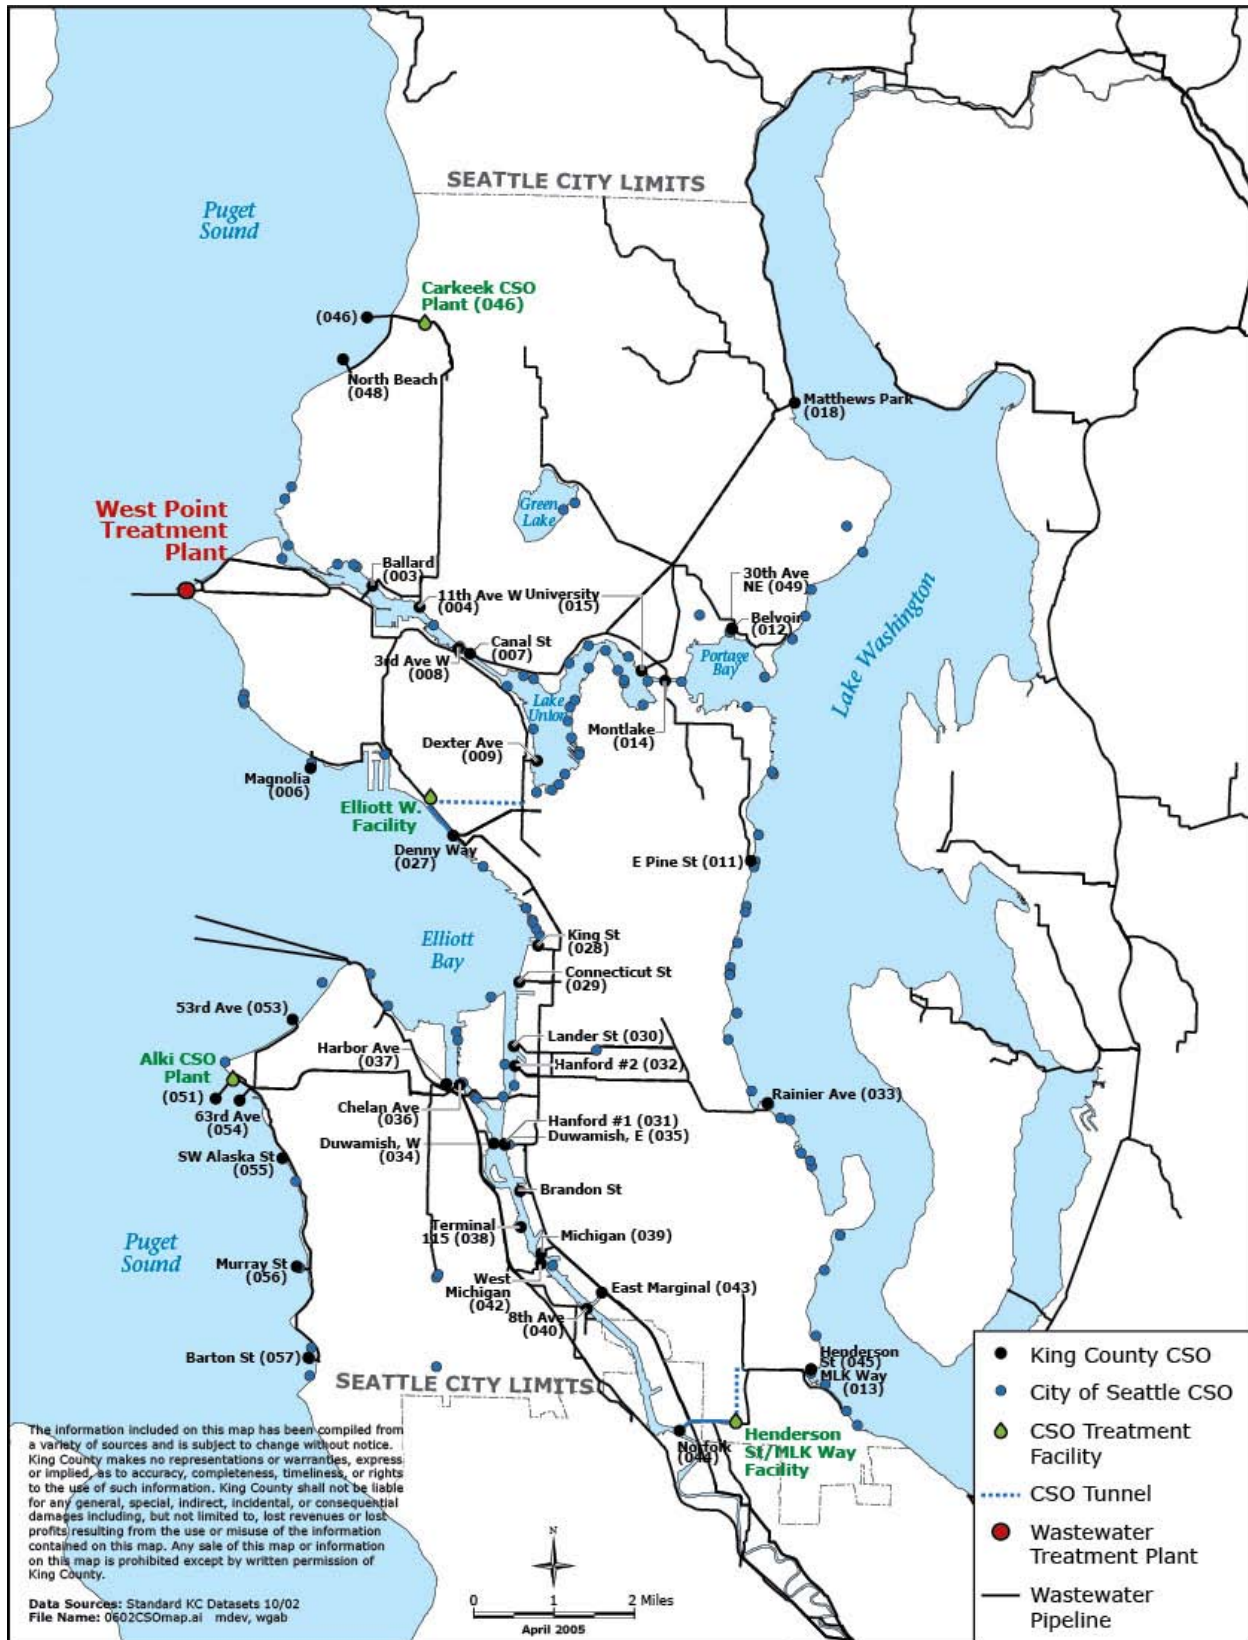 SEATTLE CITY LIMITS
Puget
Sound
Carkeek CSO
Plant (046)
(046)
North Beach
(048)
Matthews Park
(018)
West Point
Treatment
Plant
Green
Lake
Ballard
(003)
11th Ave W
(004)
University
(015)
30th Ave
NE (049)
Belvoir
(012)
Canal St
(007)
3rd Ave W
(008)
Portage
Bay
Lake Washington
Lake
Union
Montlake
(014)
Dexter Ave
(009)
Magnolia
(006)
Elliott W.
Facility
Denny Way
(027)
E Pine St (011)
King St
(028)
Elliott
Bay
Connecticut St
(029)
53rd Ave (053)
Lander St (030)
Harbor Ave
(037)
Hanford #2 (032)
Alki CSO
Plant
(051)
63rd Ave
(054)
Rainier Ave (033)
Chelan Ave
(036)
Hanford #1 (031)
Duwamish, E (035)
Duwamish, W
(034)
SW Alaska St
(055)
Brandon St
Terminal
115 (038)
Michigan (039)
Puget
Sound
Murray St
(056)
West
Michigan
(042)
East Marginal (043)
8th Ave
(040)
Barton St (057)
Henderson
St (045)
MLK Way
(013)
SEATTLE CITY LIMITS
Norfolk
(044)
Henderson
St/MLK Way
Facility
King County CSO
City of Seattle CSO
CSO Treatment
Facility
CSO Tunnel
Wastewater
Treatment Plant
Wastewater
Pipeline
The information included on this map has been compiled from
a variety of sources and is subject to change without notice.
King County makes no representations or warranties, express
or implied, as to accuracy, completeness, timeliness, or rights
to the use of such information. King County shall not be liable
for any general, special, indirect, incidental, or consequential
damages including, but not limited to, lost revenues or lost
profits resulting from the use or misuse of the information
contained on this map. Any sale of this map or information
on this map is prohibited except by written permission of
King County.
Data Sources: Standard KC Datasets 10/02
File Name: 0602CSOmap.ai mdev, wgab
N
0 1 2 Miles
April 2005